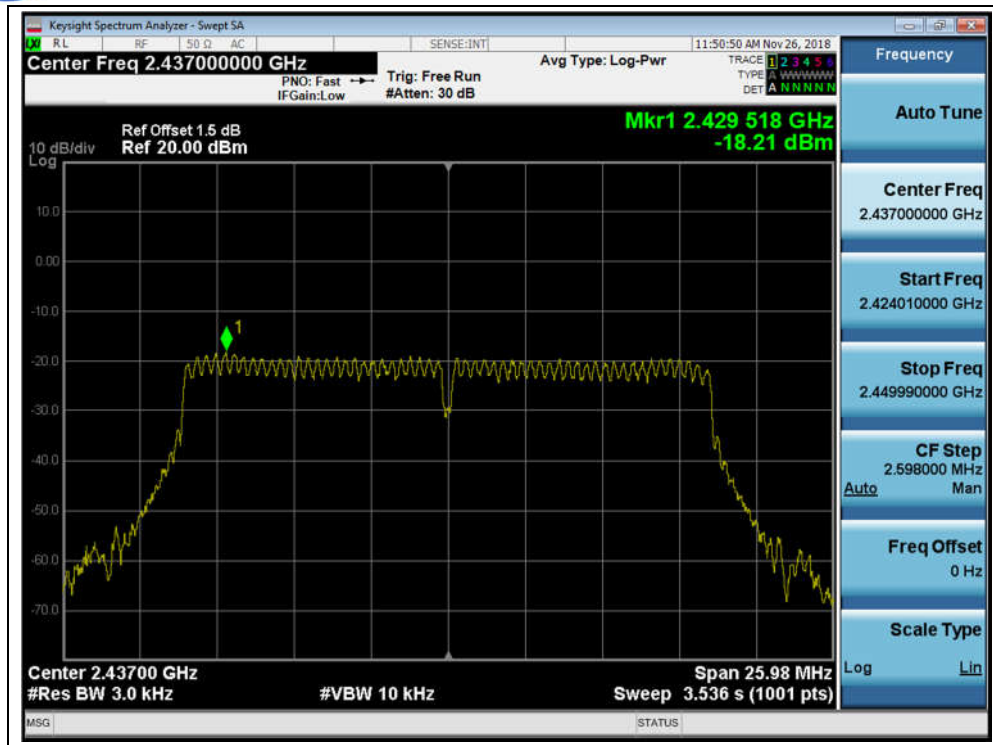 Keysight Spectrum Analyzer - Swept SA
LXI RL RF 50 Ω AC SENSE:INT 11:50:50 AM Nov 26, 2018
Center Freq 2.437000000 GHz
PNO: Fast
IFGain:Low
Trig: Free Run
#Atten: 30 dB
Avg Type: Log-Pwr
TRACE 1 2 3 4 5 6
TYPE A WWWWW
DET A N N N N N
Mkr1 2.429 518 GHz
-18.21 dBm
Ref Offset 1.5 dB
10 dB/div Ref 20.00 dBm
Log
10.0
0.00
-10.0
-20.0
-30.0
-40.0
-50.0
-60.0
-70.0
1
Center 2.43700 GHz Span 25.98 MHz
#Res BW 3.0 kHz #VBW 10 kHz Sweep 3.536 s (1001 pts)
MSG STATUS
Frequency
Auto Tune
Center Freq
2.437000000 GHz
Start Freq
2.424010000 GHz
Stop Freq
2.449990000 GHz
CF Step
2.598000 MHz
Auto Man
Freq Offset
0 Hz
Scale Type
Log Lin